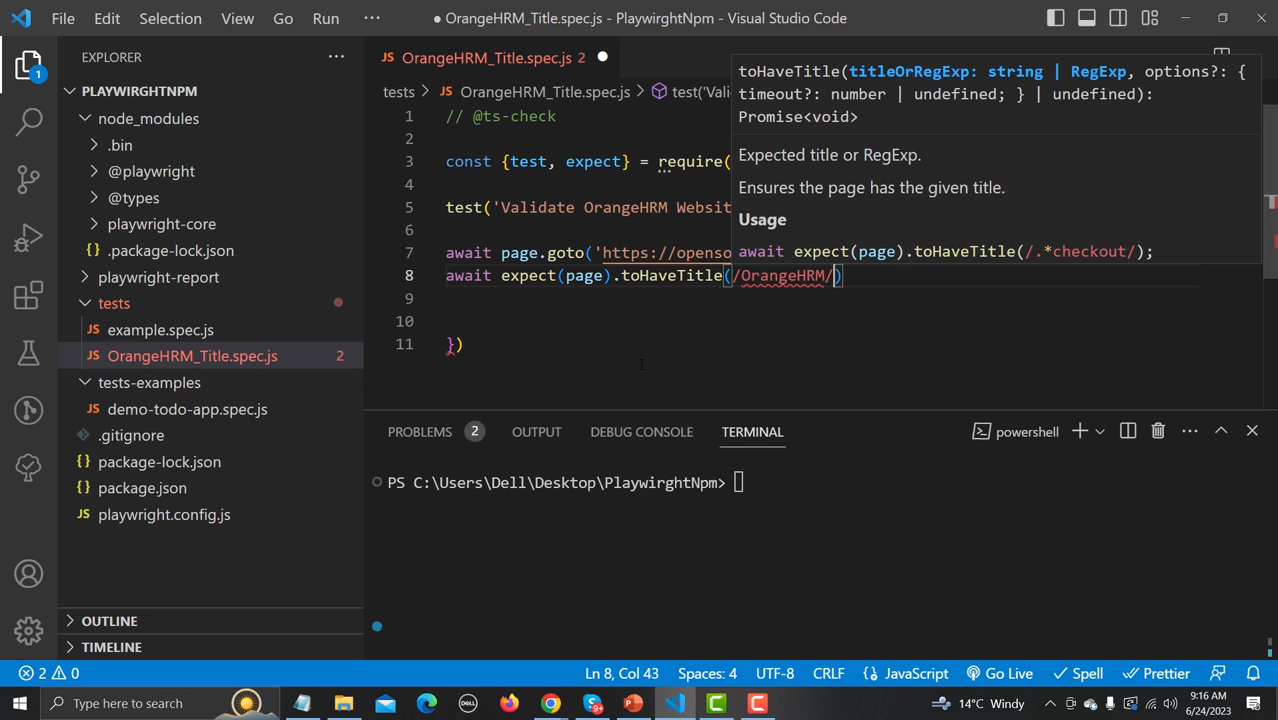 File Edit Selection View Go Run ··· ● OrangeHRM_Title.spec.js - PlaywirghtNpm - Visual Studio Code
EXPLORER ···
JS OrangeHRM_Title.spec.js 2 ●
1
PLAYWIRGHTNPM
node_modules
.bin
@playwright
@types
playwright-core
{} .package-lock.json
playwright-report
tests
JS example.spec.js
JS OrangeHRM_Title.spec.js 2
tests-examples
JS demo-todo-app.spec.js
.gitignore
{} package-lock.json
{} package.json
JS playwright.config.js
OUTLINE
TIMELINE
tests > JS OrangeHRM_Title.spec.js > test('Vali
1 // @ts-check
2
3 const {test, expect} = require(
4
5 test('Validate OrangeHRM Websit
6
7 await page.goto('https://openso
8 await expect(page).toHaveTitle(/OrangeHRM/)
9
10
11 })
toHaveTitle(titleOrRegExp: string | RegExp, options?: {
timeout?: number | undefined; } | undefined):
Promise<void>
Expected title or RegExp.
Ensures the page has the given title.
Usage
await expect(page).toHaveTitle(/.*checkout/);
PROBLEMS 2 OUTPUT DEBUG CONSOLE TERMINAL powershell ···
PS C:\Users\Dell\Desktop\PlaywirghtNpm>
2 0 Ln 8, Col 43 Spaces: 4 UTF-8 CRLF {} JavaScript Go Live Spell Prettier
Type here to search DELL 14°C Windy 9:16 AM
6/24/2023